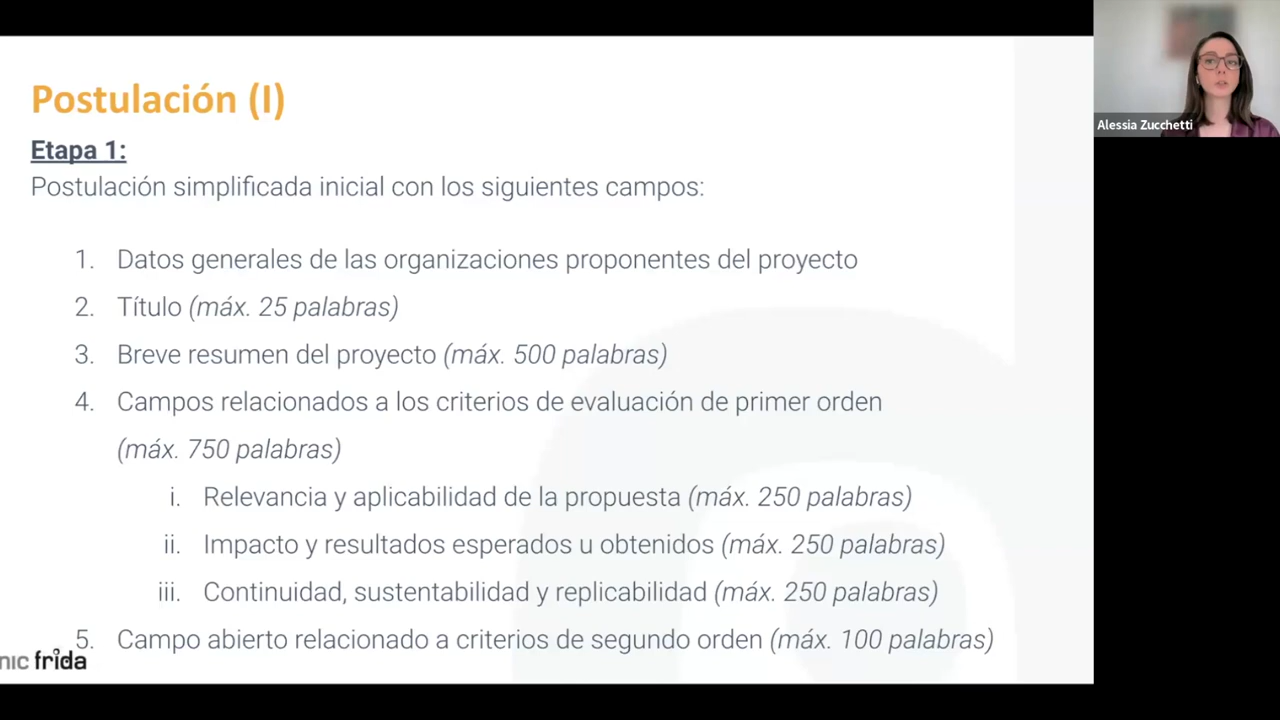 Postulación (I)
Etapa 1:
Postulación simplificada inicial con los siguientes campos:
1. Datos generales de las organizaciones proponentes del proyecto
2. Título (máx. 25 palabras)
3. Breve resumen del proyecto (máx. 500 palabras)
4. Campos relacionados a los criterios de evaluación de primer orden
(máx. 750 palabras)
i. Relevancia y aplicabilidad de la propuesta (máx. 250 palabras)
ii. Impacto y resultados esperados u obtenidos (máx. 250 palabras)
iii. Continuidad, sustentabilidad y replicabilidad (máx. 250 palabras)
5. Campo abierto relacionado a criterios de segundo orden (máx. 100 palabras)
nic frida
Alessia Zucchetti